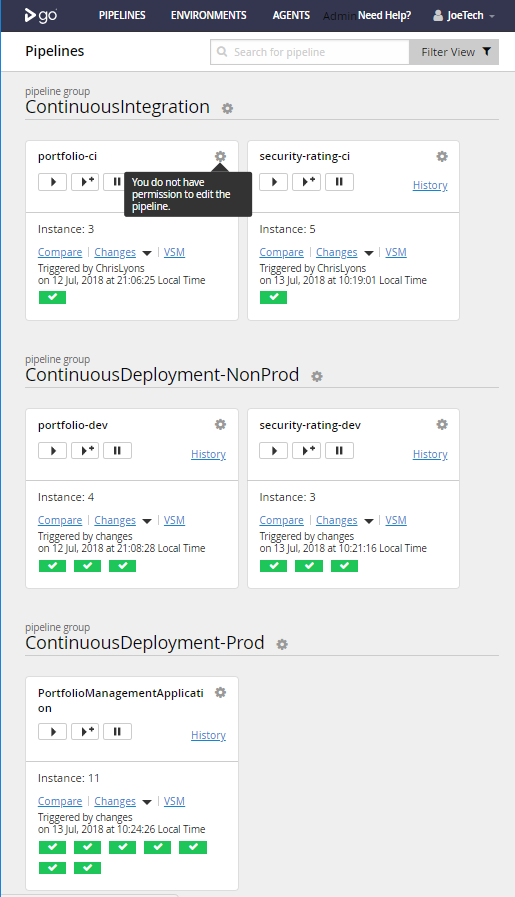 go PIPELINES ENVIRONMENTS AGENTS Admin Need Help? JoeTech
Pipelines Search for pipeline Filter View
pipeline group
ContinuousIntegration
portfolio-ci security-rating-ci
You do not have
permission to edit the
pipeline.
History
Instance: 3 Instance: 5
Compare Changes VSM Compare Changes VSM
Triggered by ChrisLyons Triggered by ChrisLyons
on 12 Jul, 2018 at 21:06:25 Local Time on 13 Jul, 2018 at 10:19:01 Local Time
pipeline group
ContinuousDeployment-NonProd
portfolio-dev security-rating-dev
History History
Instance: 4 Instance: 3
Compare Changes VSM Compare Changes VSM
Triggered by changes Triggered by changes
on 12 Jul, 2018 at 21:08:28 Local Time on 13 Jul, 2018 at 10:21:16 Local Time
pipeline group
ContinuousDeployment-Prod
PortfolioManagementApplicati
on
History
Instance: 11
Compare Changes VSM
Triggered by changes
on 13 Jul, 2018 at 10:24:26 Local Time